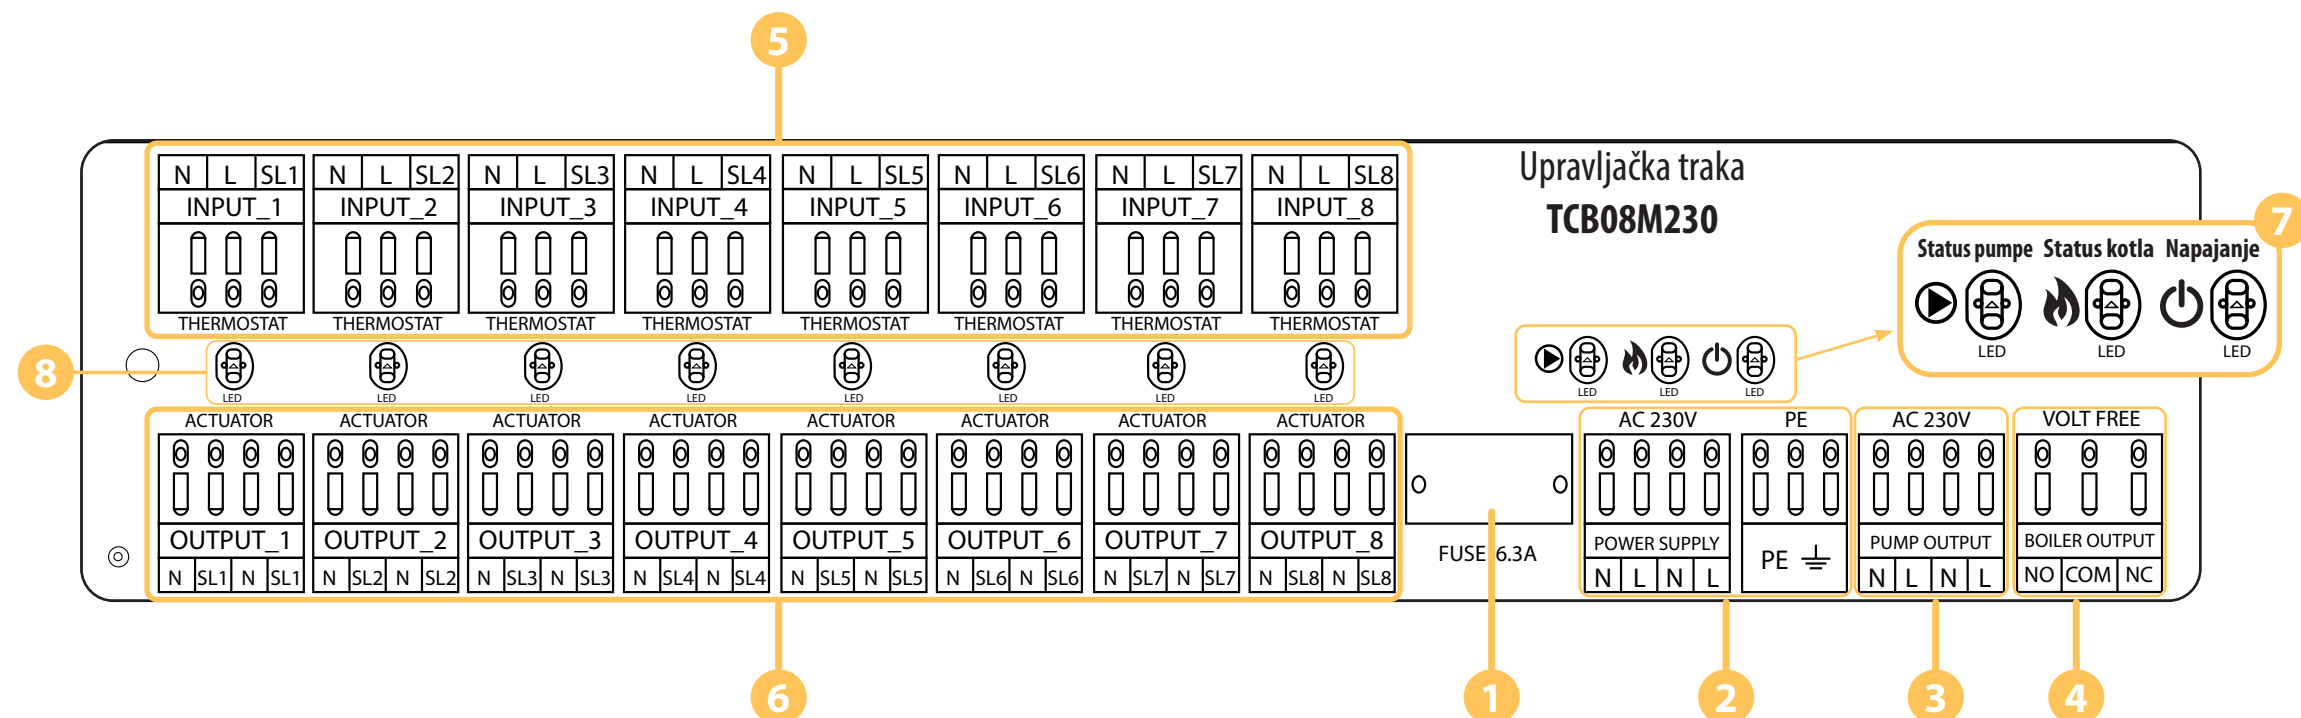 5
Upravljačka traka
TCB08M230
7
N L SL1 N L SL2 N L SL3 N L SL4 N L SL5 N L SL6 N L SL7 N L SL8
INPUT_1 INPUT_2 INPUT_3 INPUT_4 INPUT_5 INPUT_6 INPUT_7 INPUT_8
THERMOSTAT THERMOSTAT THERMOSTAT THERMOSTAT THERMOSTAT THERMOSTAT THERMOSTAT THERMOSTAT
Status pumpe Status kotla Napajanje
LED LED LED
8
LED LED LED LED LED LED LED LED
LED LED LED
ACTUATOR ACTUATOR ACTUATOR ACTUATOR ACTUATOR ACTUATOR ACTUATOR ACTUATOR
AC 230V PE AC 230V VOLT FREE
OUTPUT_1 OUTPUT_2 OUTPUT_3 OUTPUT_4 OUTPUT_5 OUTPUT_6 OUTPUT_7 OUTPUT_8
N SL1 N SL1 N SL2 N SL2 N SL3 N SL3 N SL4 N SL4 N SL5 N SL5 N SL6 N SL6 N SL7 N SL7 N SL8 N SL8
FUSE 6.3A
POWER SUPPLY PE PUMP OUTPUT BOILER OUTPUT
N L N L N L N L NO COM NC
6 1 2 3 4